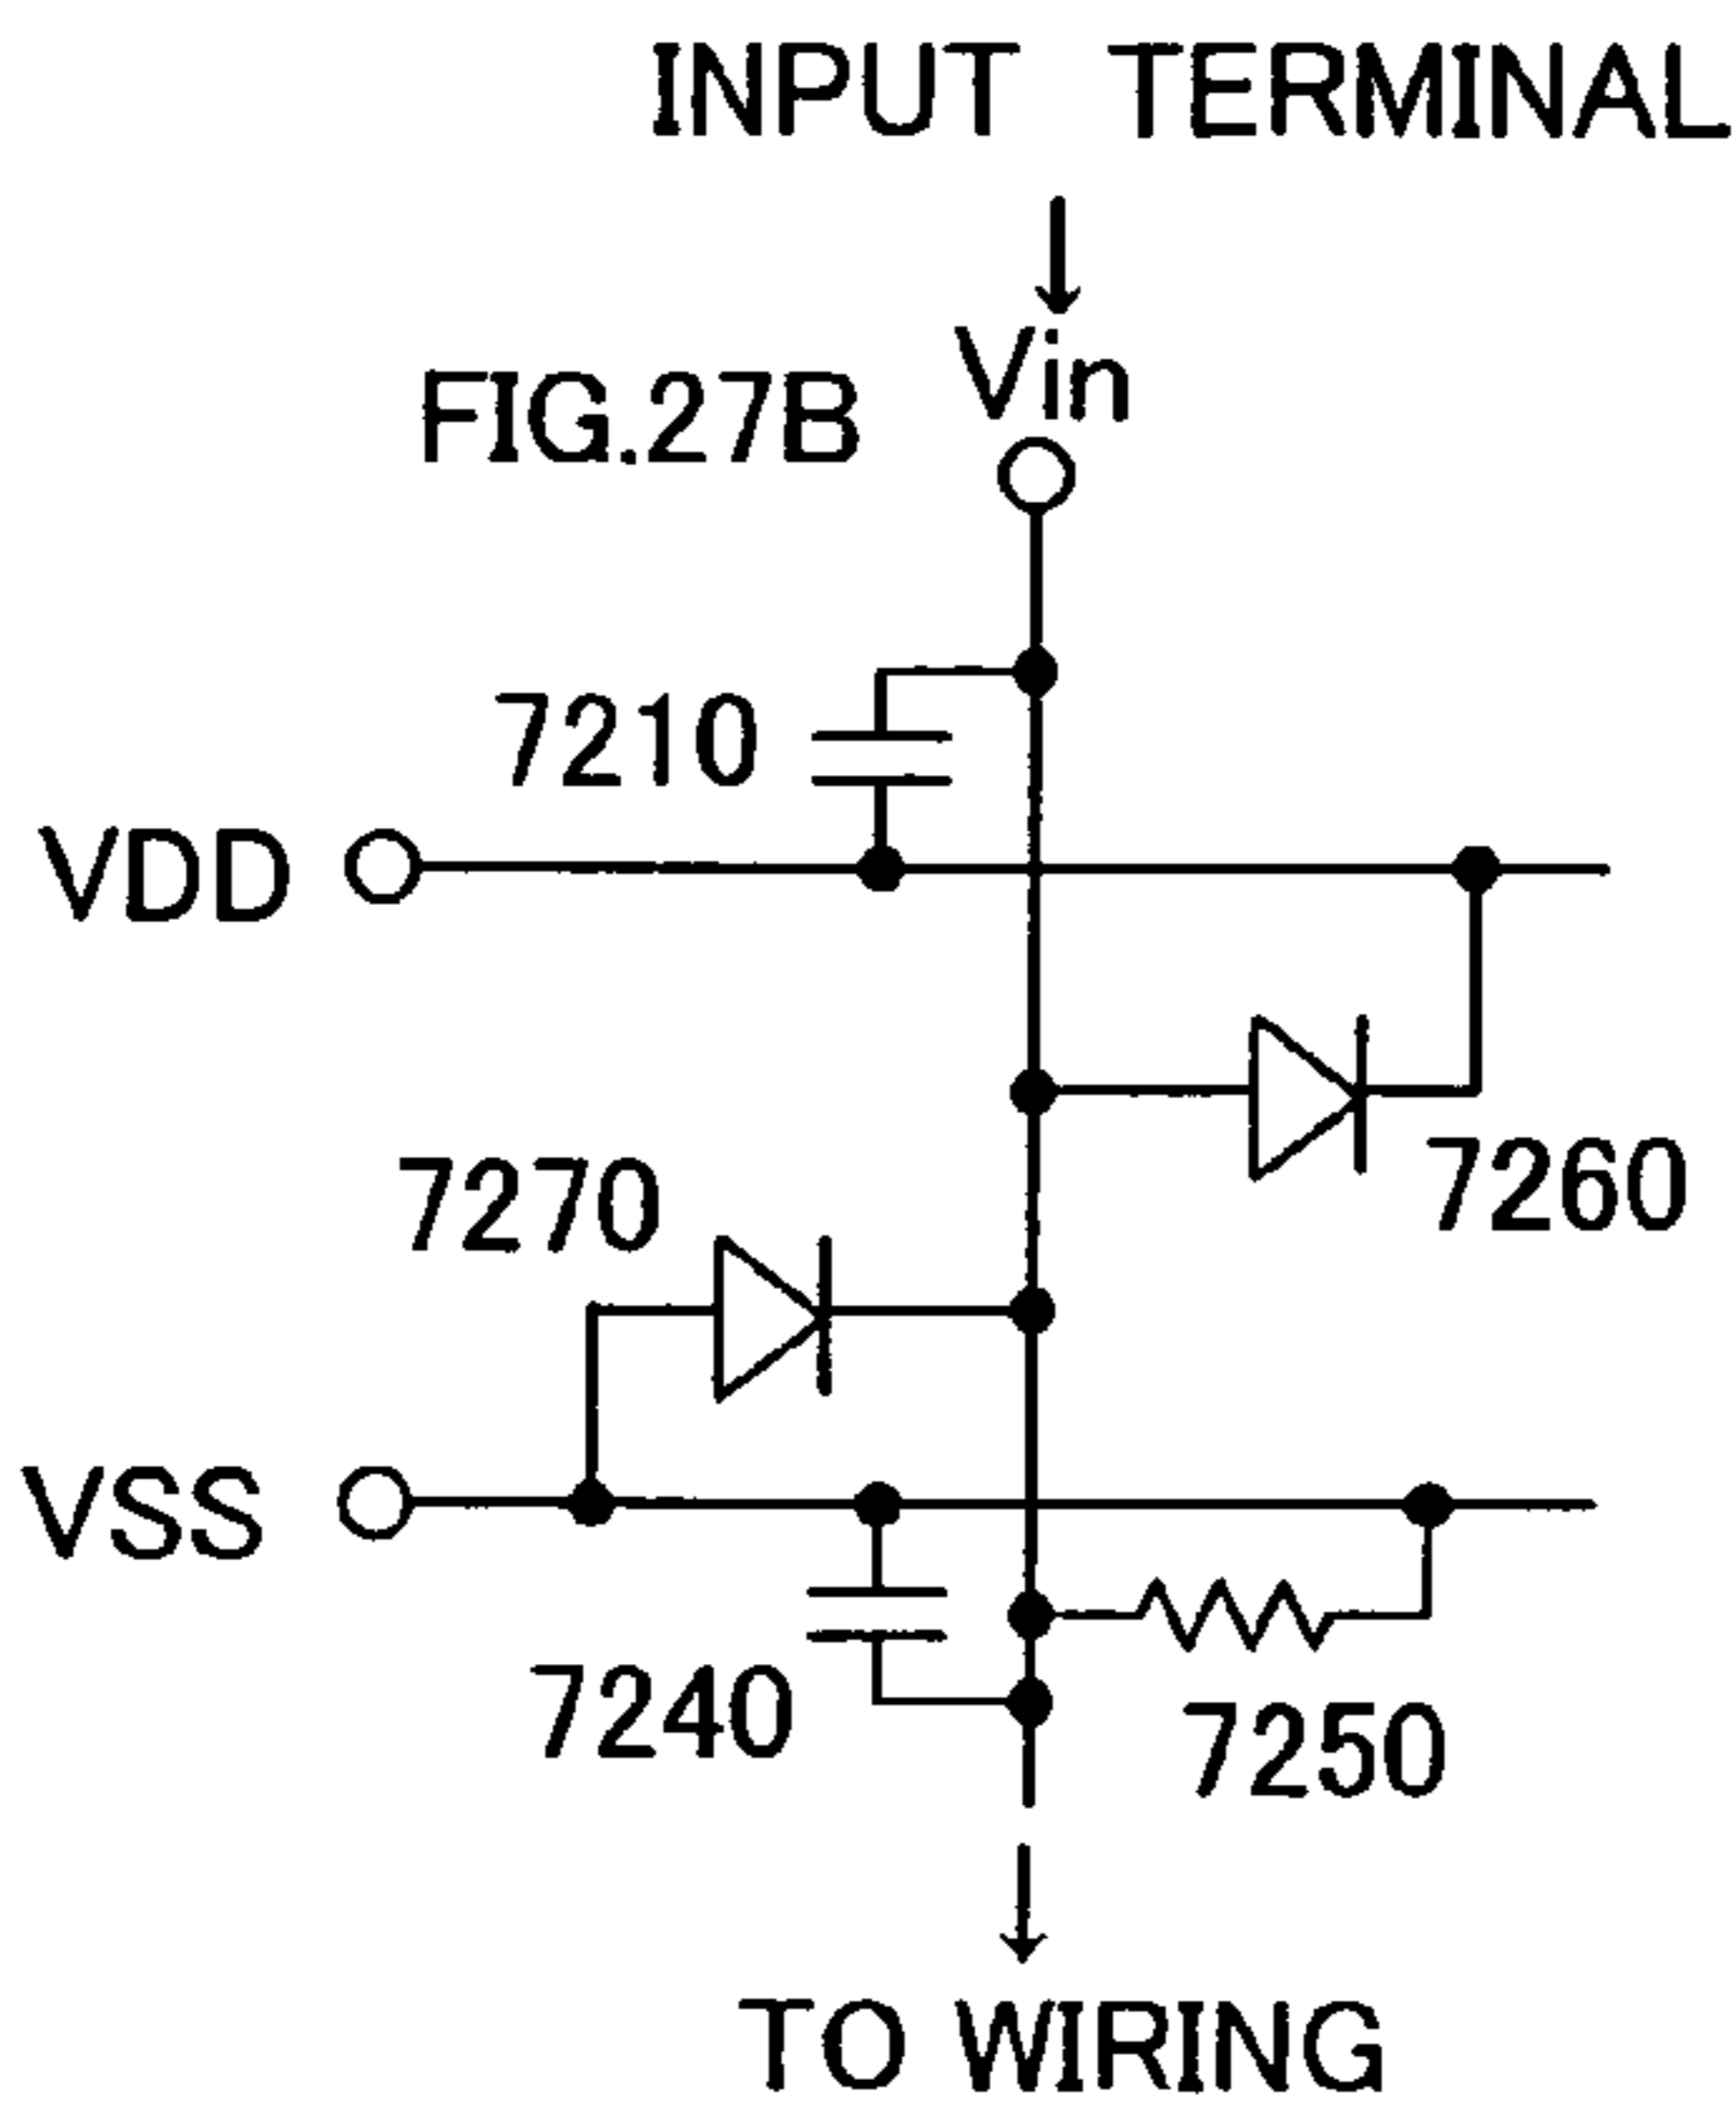 INPUT TERMINAL
Vin
FIG.27B
7210
VDD
7260
7270
VSS
7240
7250
TO WIRING